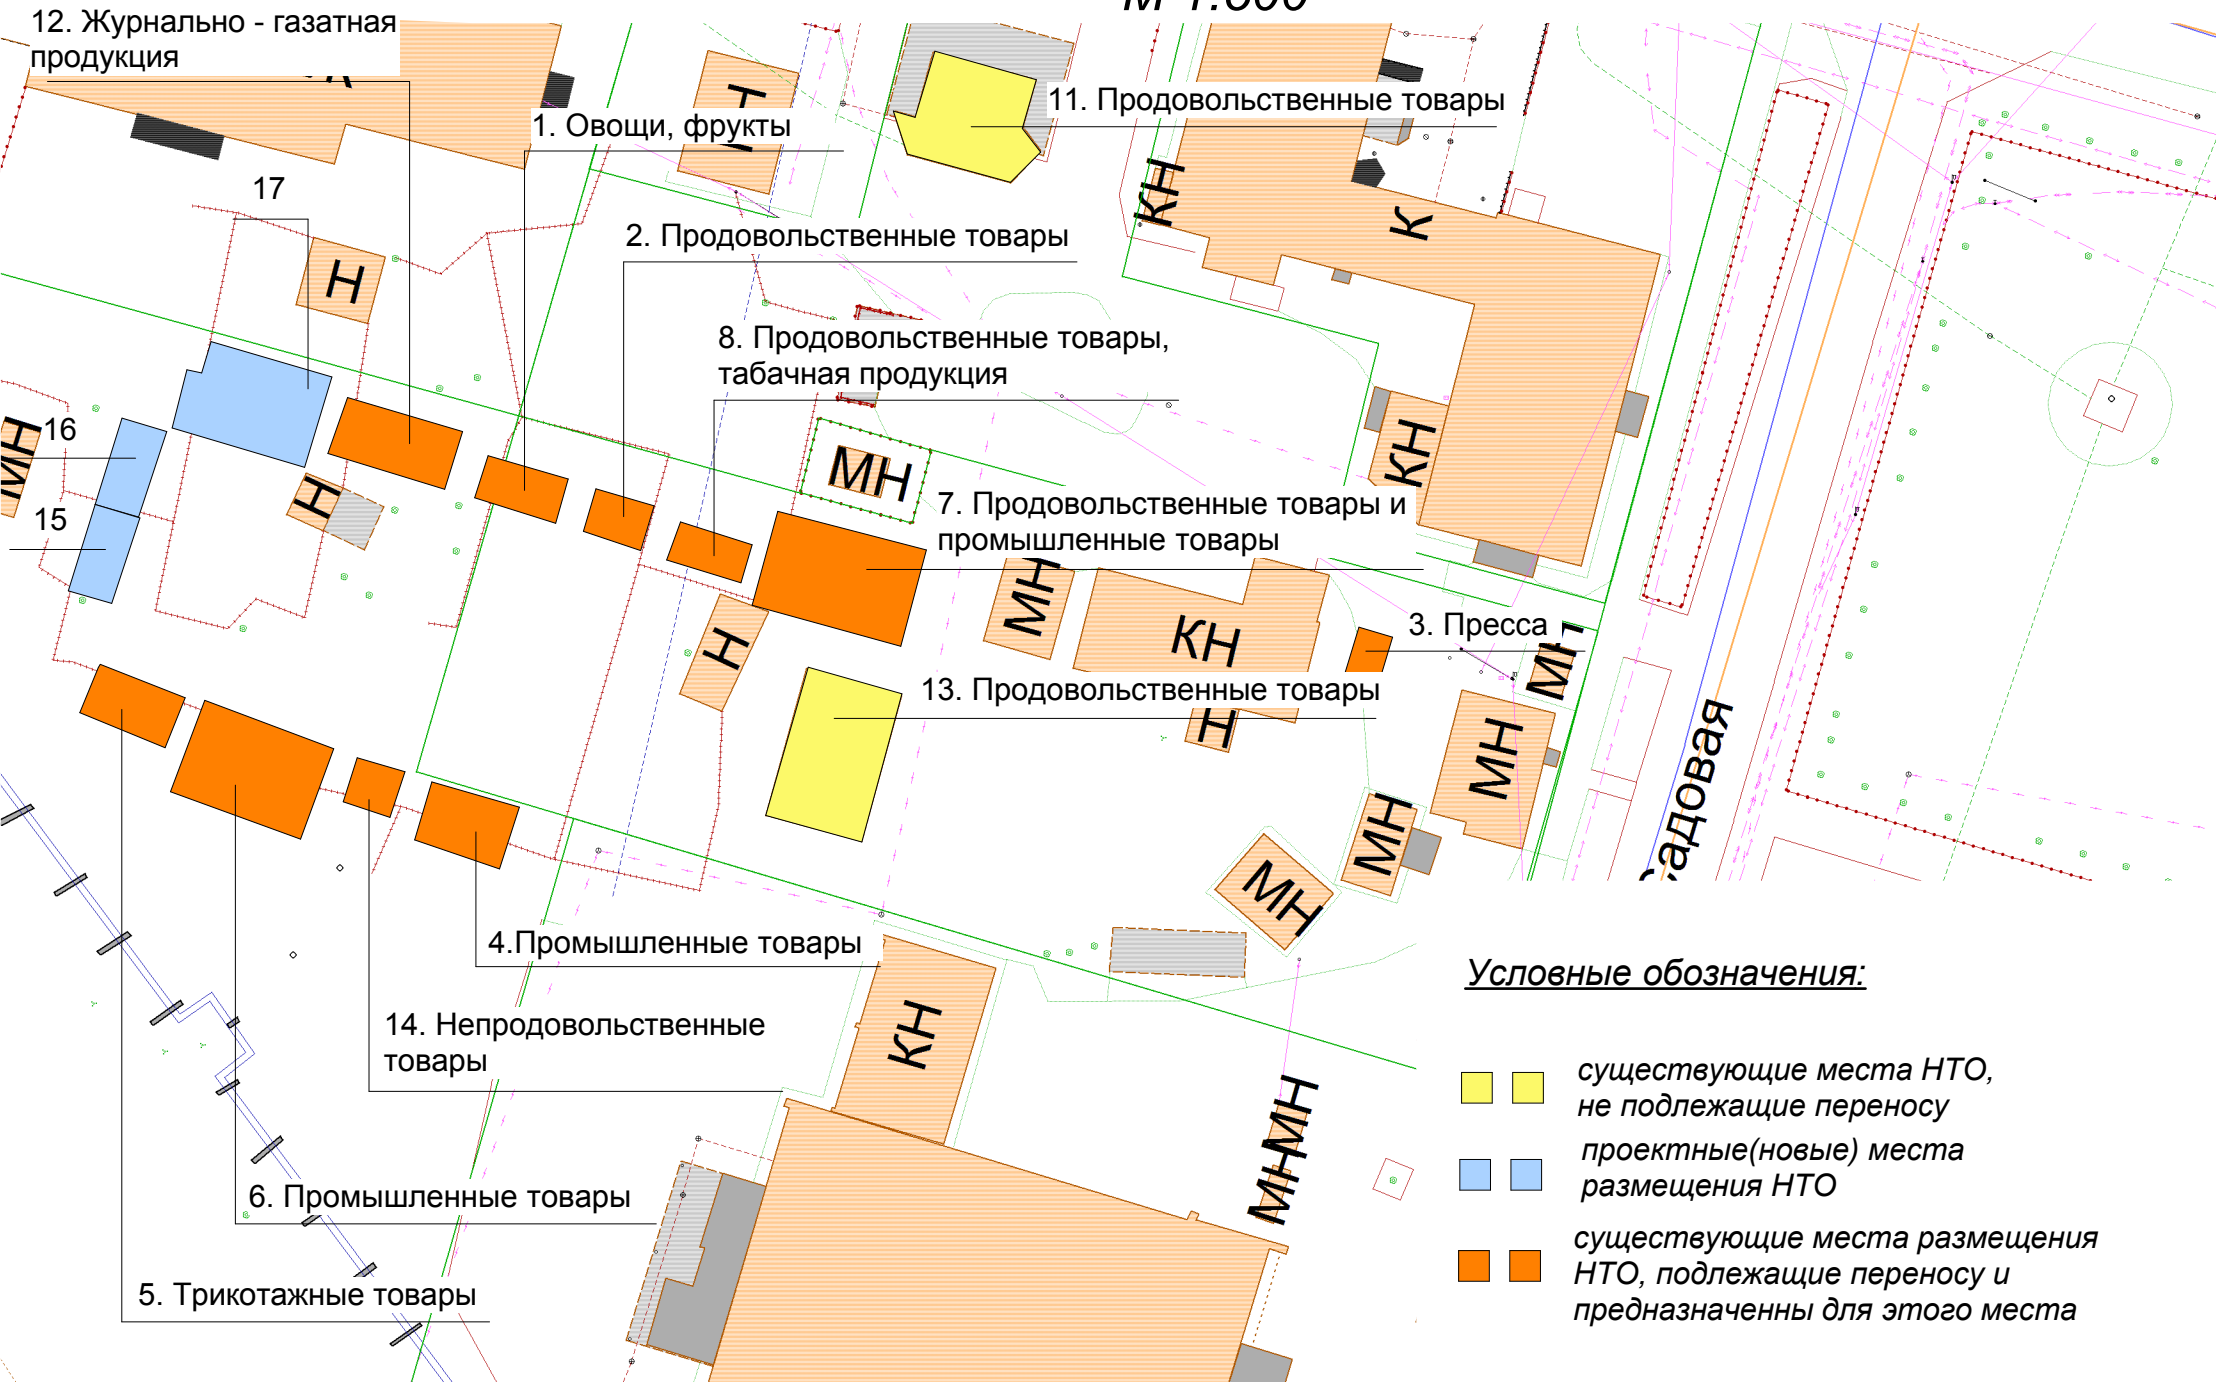 12. Журнально - газатная
продукция
К
1. Овощи, фрукты
Н
11. Продовольственные товары
КН
К
17
2. Продовольственные товары
Н
8. Продовольственные товары,
табачная продукция
16
МН
МН
КН
15
Н
7. Продовольственные товары и
промышленные товары
МН
КН
Н
3. Пресса
МН
13. Продовольственные товары
Н
МН
Садовая
МН
МН
4.Промышленные товары
КН
14. Непродовольственные
товары
МН
МН
6. Промышленные товары
5. Трикотажные товары
Условные обозначения:
существующие места НТО,
не подлежащие переносу
проектные(новые) места
размещения НТО
существующие места размещения
НТО, подлежащие переносу и
предназначенны для этого места